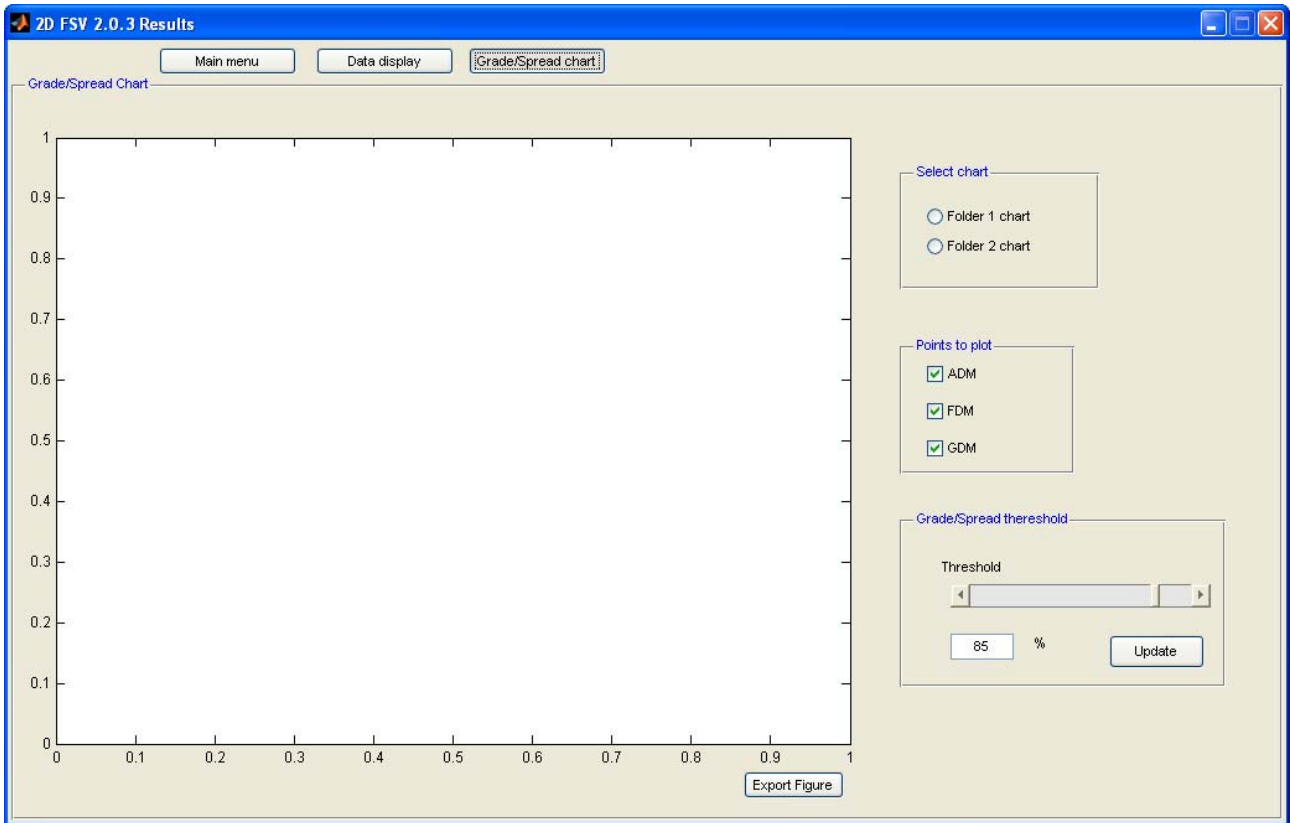 2D FSV 2.0.3 Results
Main menu
Data display
Grade/Spread chart
Grade/Spread Chart
1
0.9
0.8
0.7
0.6
0.5
0.4
0.3
0.2
0.1
0
0 0.1 0.2 0.3 0.4 0.5 0.6 0.7 0.8 0.9 1
Export Figure
Select chart
Folder 1 chart
Folder 2 chart
Points to plot
ADM
FDM
GDM
Grade/Spread thereshold
Threshold
85 %
Update